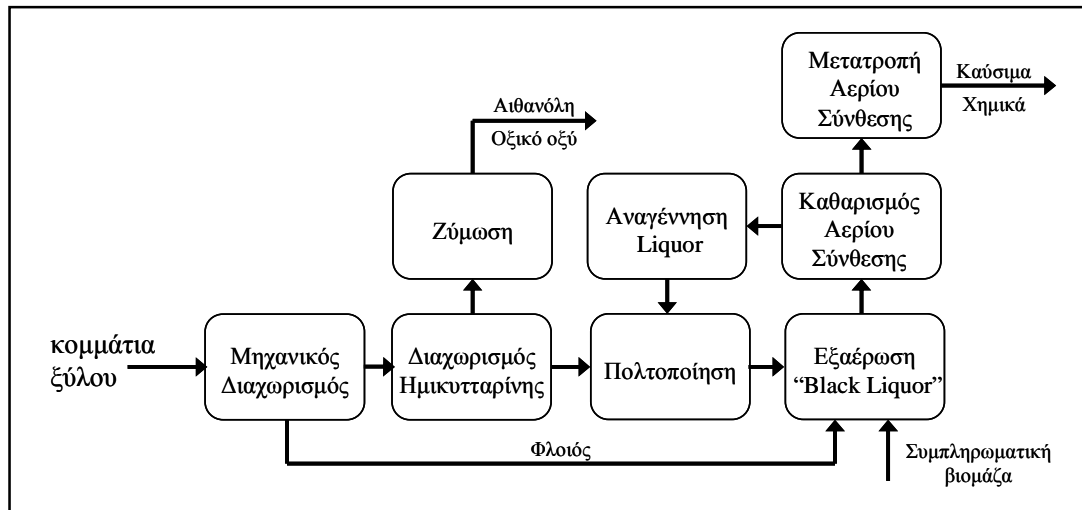 Μετατροπή
Αερίου
Σύνθεσης
Καύσιμα
Χημικά
Αιθανόλη
Οξικό οξύ
Ζύμωση
Αναγέννηση
Liquor
Καθαρισμός
Αερίου
Σύνθεσης
κομμάτια
ξύλου
Μηχανικός
Διαχωρισμός
Διαχωρισμός
Ημικυτταρίνης
Πολτοποίηση
Εξαέρωση
“Black Liquor”
Φλοιός
Συμπληρωματική
βιομάζα